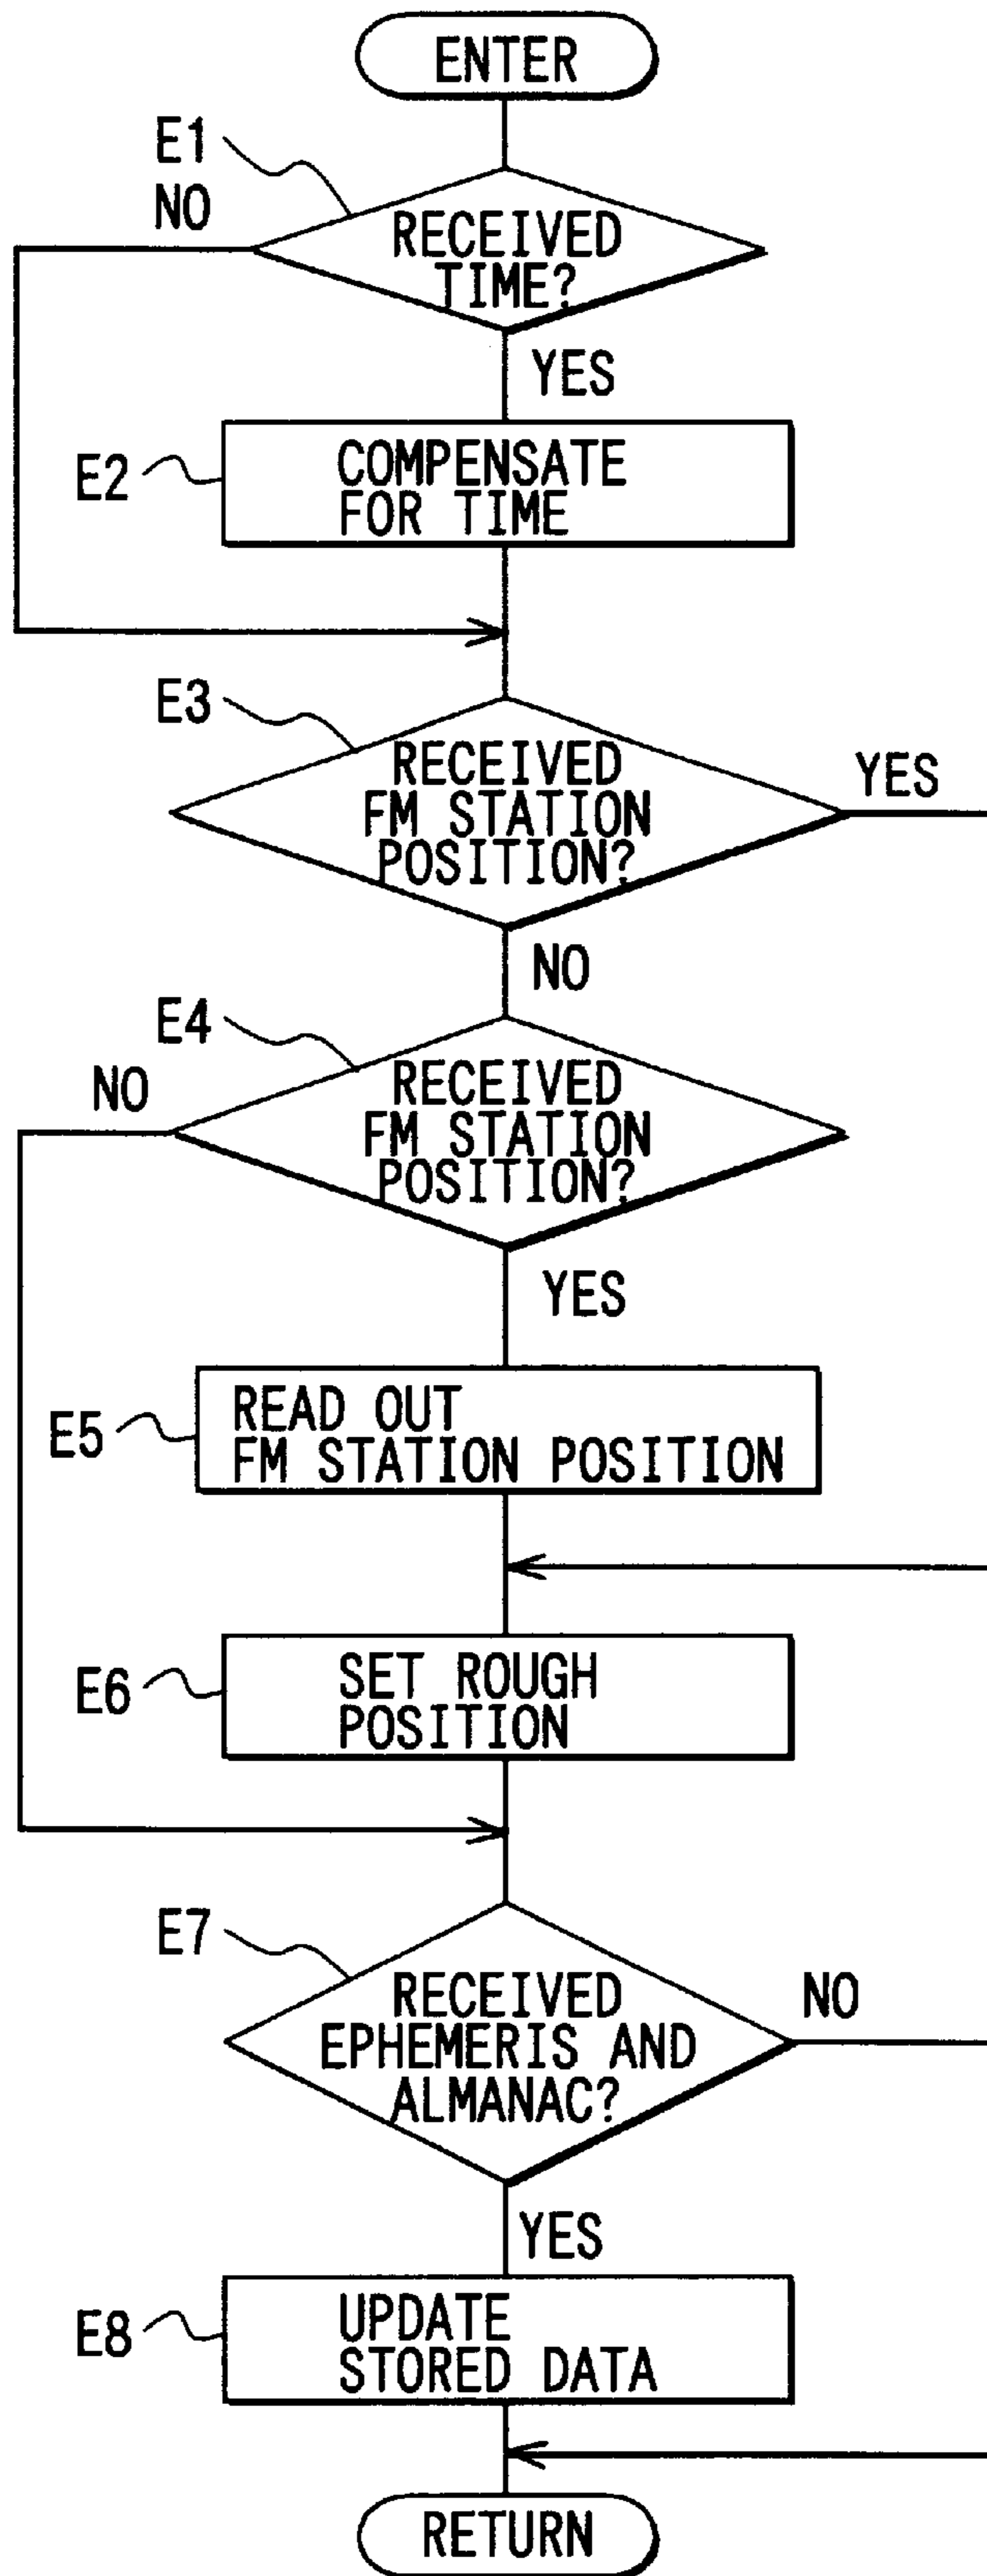 ENTER
E1
NO
RECEIVED
TIME?
YES
E2
COMPENSATE
FOR TIME
E3
RECEIVED
FM STATION
POSITION?
YES
NO
E4
NO
RECEIVED
FM STATION
POSITION?
YES
E5
READ OUT
FM STATION POSITION
E6
SET ROUGH
POSITION
E7
RECEIVED
EPHEMERIS AND
ALMANAC?
NO
YES
E8
UPDATE
STORED DATA
RETURN